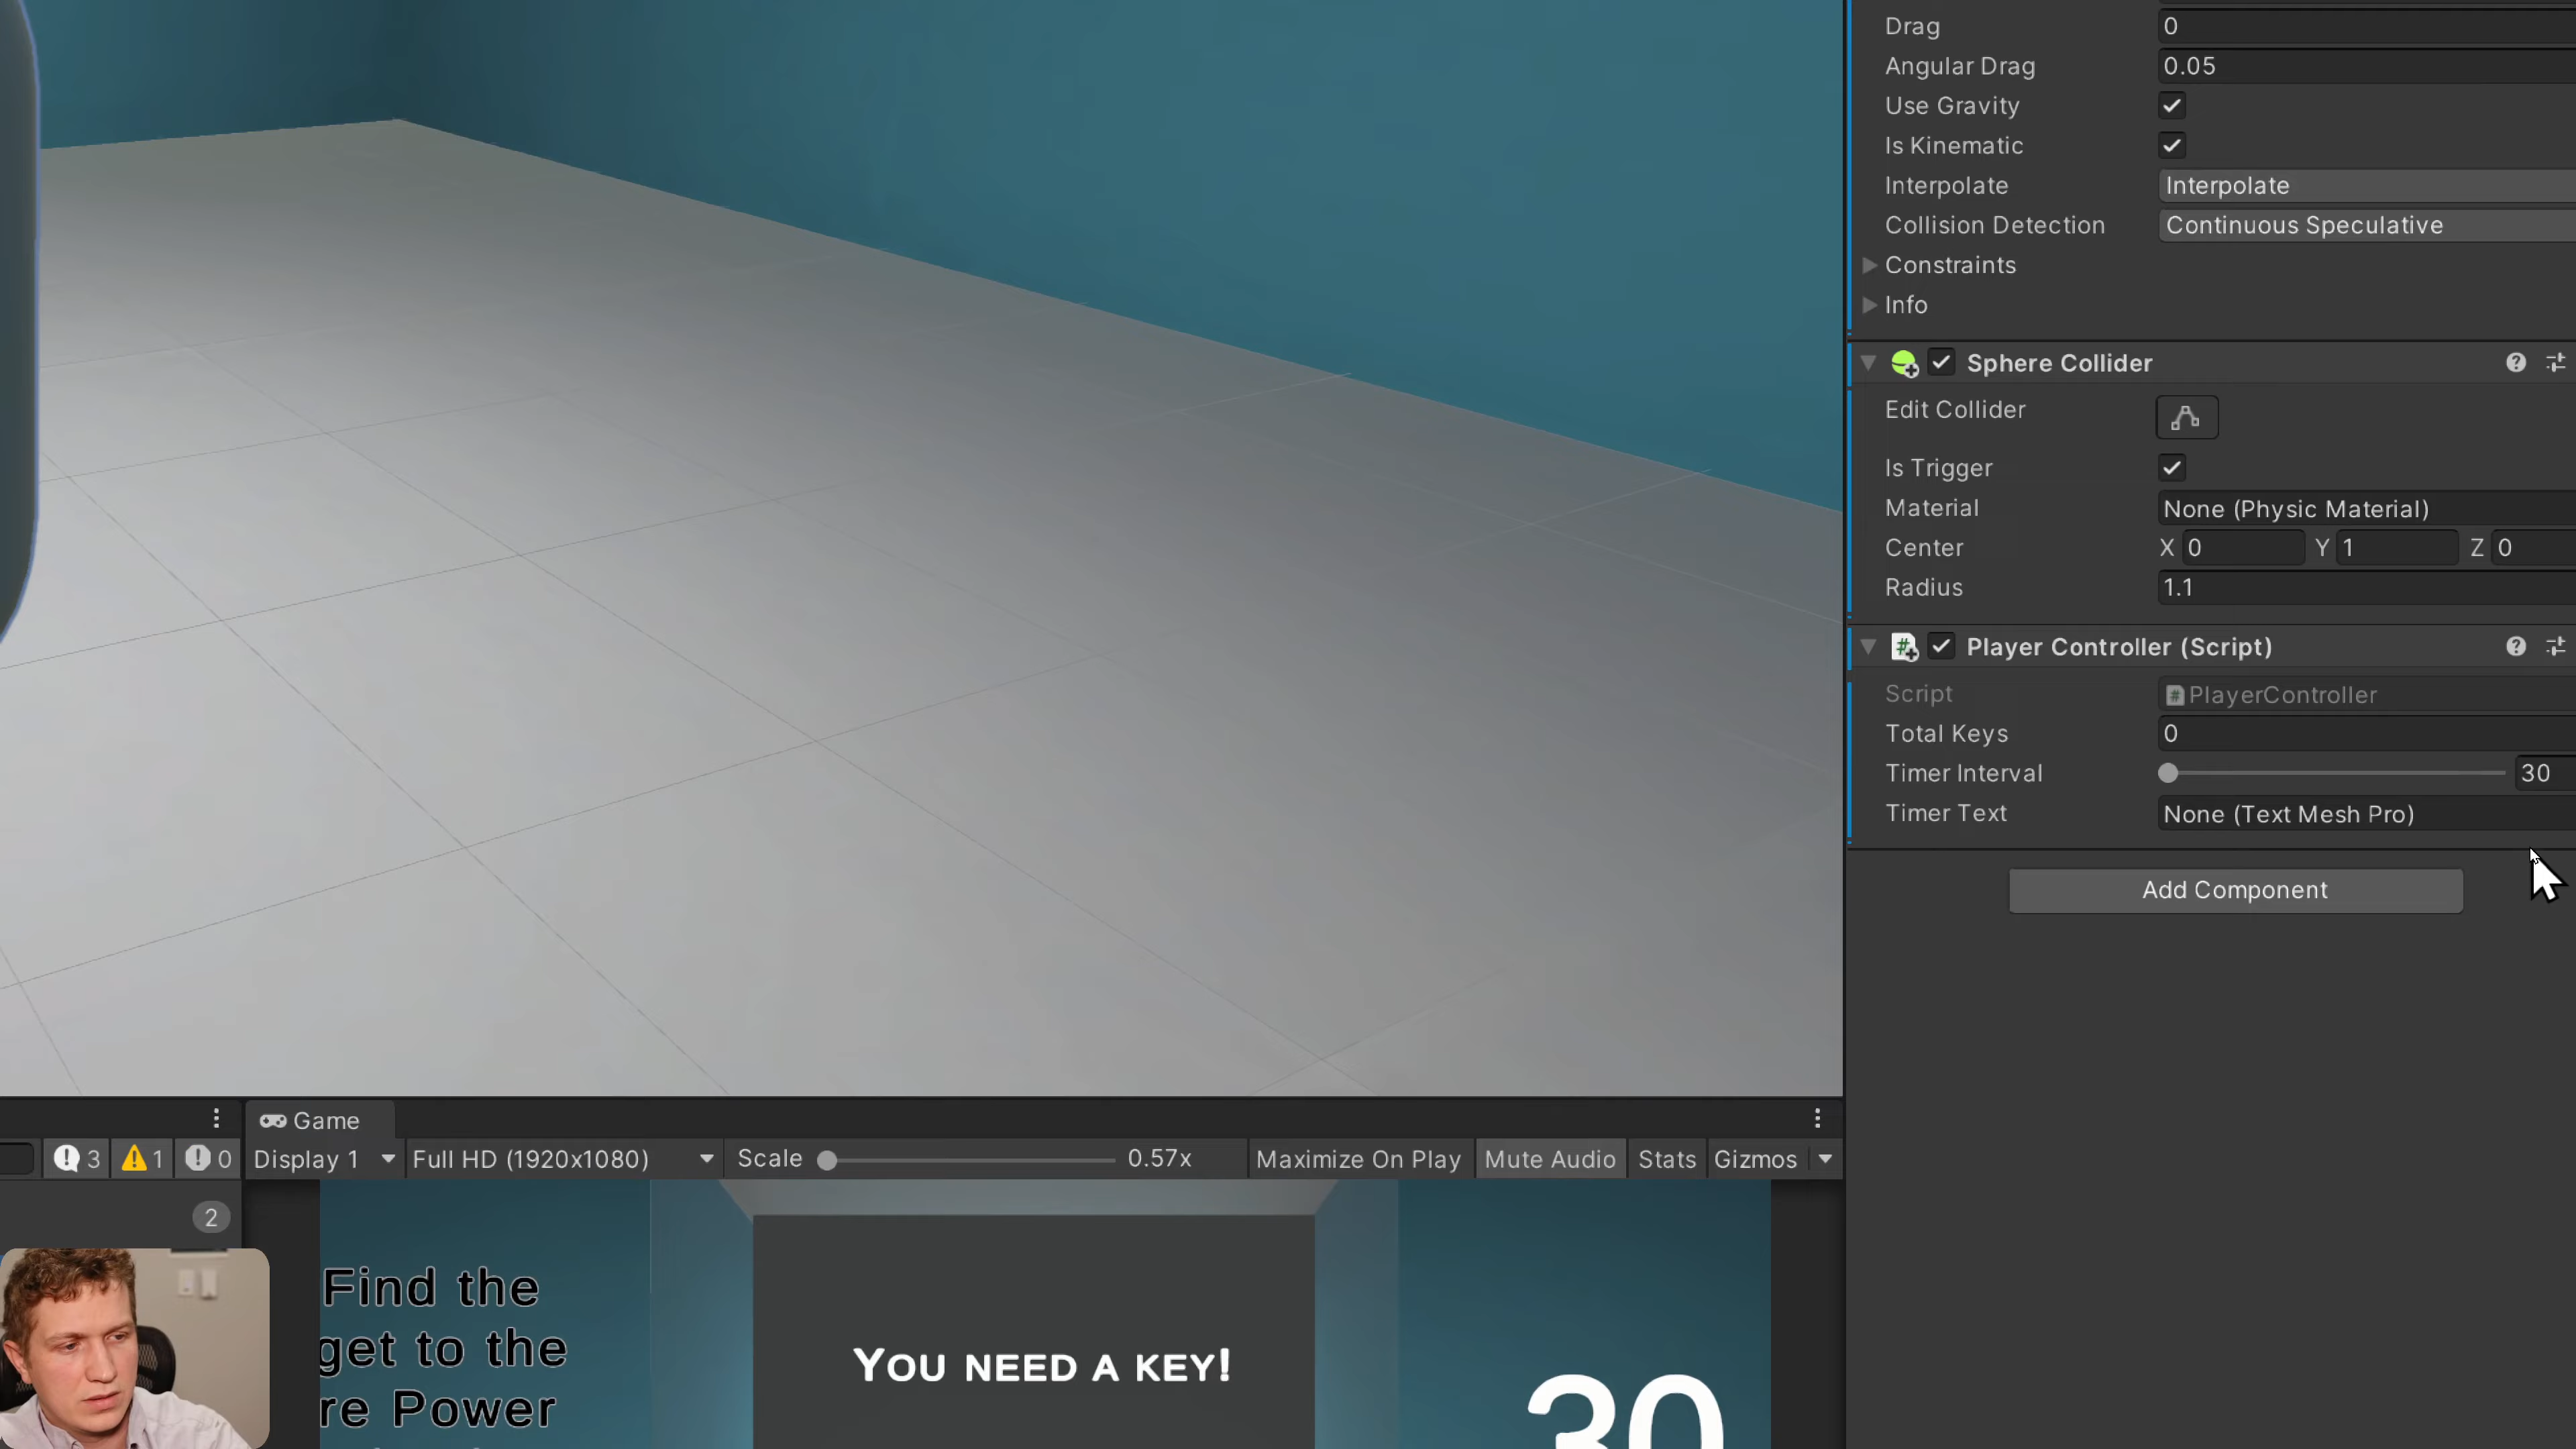 Drag 0
Angular Drag 0.05
Use Gravity
Is Kinematic
Interpolate Interpolate
Collision Detection Continuous Speculative
Constraints
Info
Sphere Collider
Edit Collider
Is Trigger
Material None (Physic Material)
Center X 0 Y 1 Z 0
Radius 1.1
# Player Controller (Script)
Script # PlayerController
Total Keys 0
Timer Interval 30
Timer Text None (Text Mesh Pro)
Add Component
Game
3 1 0 Display 1 Full HD (1920x1080) Scale 0.57x Maximize On Play Mute Audio Stats Gizmos
2
Find the
get to the
re Power
YOU NEED A KEY!
30